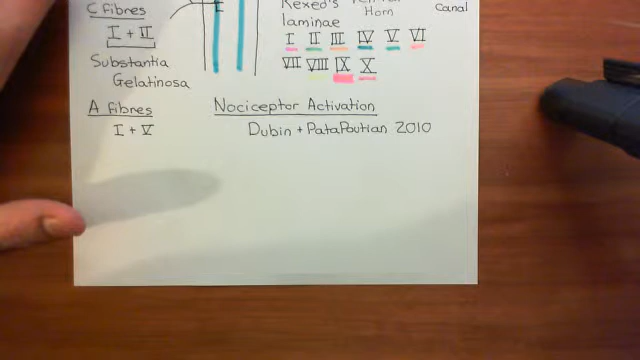 C fibres
I + II
Substantia
Gelatinosa
A fibres
I + V
Rexed's
laminae
Horn
Canal
I II III IV V VI
VII VIII IX X
Nociceptor Activation
Dubin + Patapoutian 2010